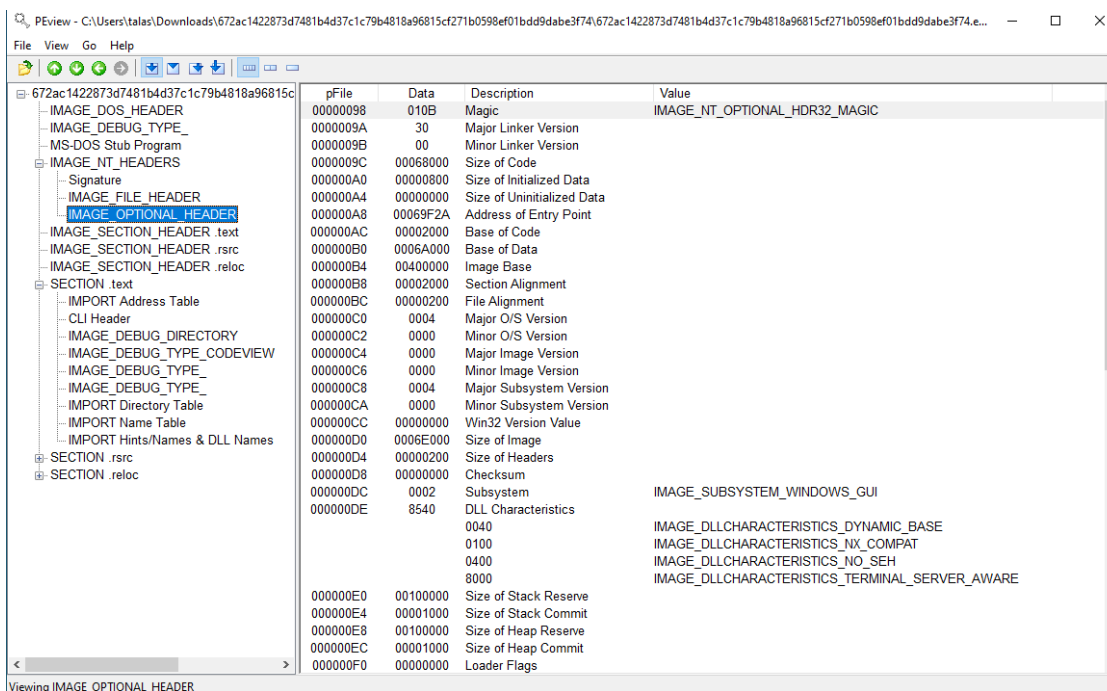 PEview - C:\Users\talas\Downloads\672ac1422873d7481b4d37c1c79b4818a96815cf271b0598ef01bdd9dabe3f74\672ac1422873d7481b4d37c1c79b4818a96815cf271b0598ef01bdd9dabe3f74.e...
File View Go Help
672ac1422873d7481b4d37c1c79b4818a96815c
IMAGE_DOS_HEADER
IMAGE_DEBUG_TYPE_
MS-DOS Stub Program
IMAGE_NT_HEADERS
Signature
IMAGE_FILE_HEADER
IMAGE_OPTIONAL_HEADER
IMAGE_SECTION_HEADER .text
IMAGE_SECTION_HEADER .rsrc
IMAGE_SECTION_HEADER .reloc
SECTION .text
IMPORT Address Table
CLI Header
IMAGE_DEBUG_DIRECTORY
IMAGE_DEBUG_TYPE_CODEVIEW
IMAGE_DEBUG_TYPE_
IMAGE_DEBUG_TYPE_
IMPORT Directory Table
IMPORT Name Table
IMPORT Hints/Names & DLL Names
SECTION .rsrc
SECTION .reloc
pFile Data Description Value
00000098 010B Magic IMAGE_NT_OPTIONAL_HDR32_MAGIC
0000009A 30 Major Linker Version
0000009B 00 Minor Linker Version
0000009C 00068000 Size of Code
000000A0 00000800 Size of Initialized Data
000000A4 00000000 Size of Uninitialized Data
000000A8 00069F2A Address of Entry Point
000000AC 00002000 Base of Code
000000B0 0006A000 Base of Data
000000B4 00400000 Image Base
000000B8 00002000 Section Alignment
000000BC 00000200 File Alignment
000000C0 0004 Major O/S Version
000000C2 0000 Minor O/S Version
000000C4 0000 Major Image Version
000000C6 0000 Minor Image Version
000000C8 0004 Major Subsystem Version
000000CA 0000 Minor Subsystem Version
000000CC 00000000 Win32 Version Value
000000D0 0006E000 Size of Image
000000D4 00000200 Size of Headers
000000D8 00000000 Checksum
000000DC 0002 Subsystem IMAGE_SUBSYSTEM_WINDOWS_GUI
000000DE 8540 DLL Characteristics
0040 IMAGE_DLLCHARACTERISTICS_DYNAMIC_BASE
0100 IMAGE_DLLCHARACTERISTICS_NX_COMPAT
0400 IMAGE_DLLCHARACTERISTICS_NO_SEH
8000 IMAGE_DLLCHARACTERISTICS_TERMINAL_SERVER_AWARE
000000E0 00100000 Size of Stack Reserve
000000E4 00001000 Size of Stack Commit
000000E8 00100000 Size of Heap Reserve
000000EC 00001000 Size of Heap Commit
000000F0 00000000 Loader Flags
Viewing IMAGE_OPTIONAL_HEADER